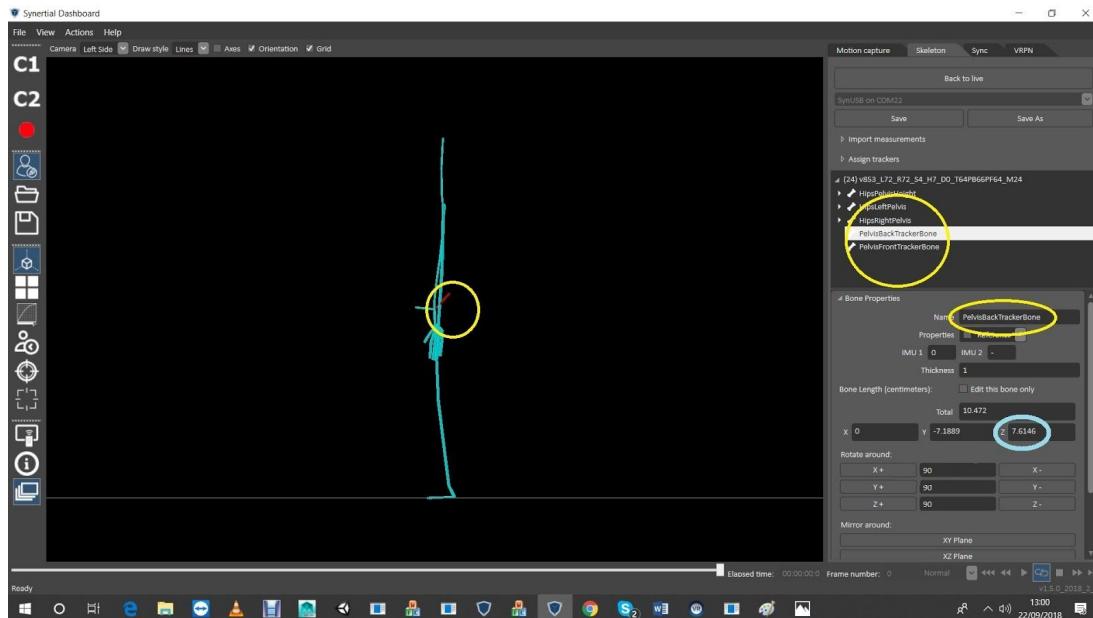 Synertial Dashboard
File View Actions Help
Camera Left Side Draw style Lines Axes Orientation Grid
Motion capture Skeleton Sync VRPN
C1
C2
Back to live
SynUSB on COM22
Save Save As
Import measurements
Assign trackers
(24) v853_L72_R72_S4_H7_D0_T64PB66PF64_M24
HipsPelvisHeight
HipsLeftPelvis
HipsRightPelvis
PelvisBackTrackerBone
PelvisFrontTrackerBone
Bone Properties
Name PelvisBackTrackerBone
Properties Reference
IMU 1 0 IMU 2 -
Thickness 1
Bone Length (centimeters): Edit this bone only
Total 10.472
X 0 Y -7.1889 Z 7.6146
Rotate around:
X + 90 X -
Y + 90 Y -
Z + 90 Z -
Mirror around:
XY Plane
XZ Plane
Elapsed time: 00:00:00:0 Frame number: 0 Normal
Ready
v1.5.0_2018_2
13:00
22/09/2018